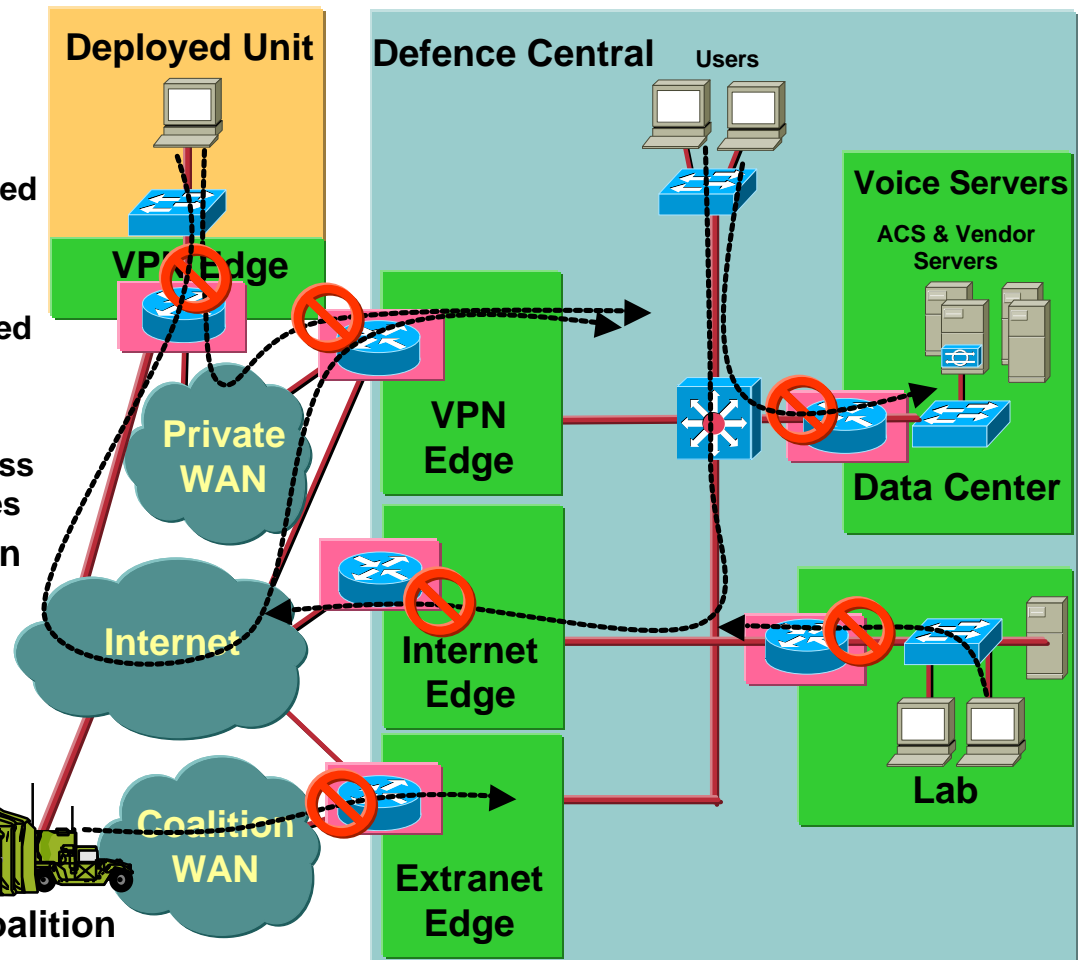 Deployed Unit
Defence Central
Users
ed
Voice Servers
ACS & Vendor
Servers
VPN Edge
ed
Private
WAN
VPN
Edge
ss
es
n
Data Center
Internet
Internet
Edge
Lab
Coalition
WAN
Extranet
Edge
oalition